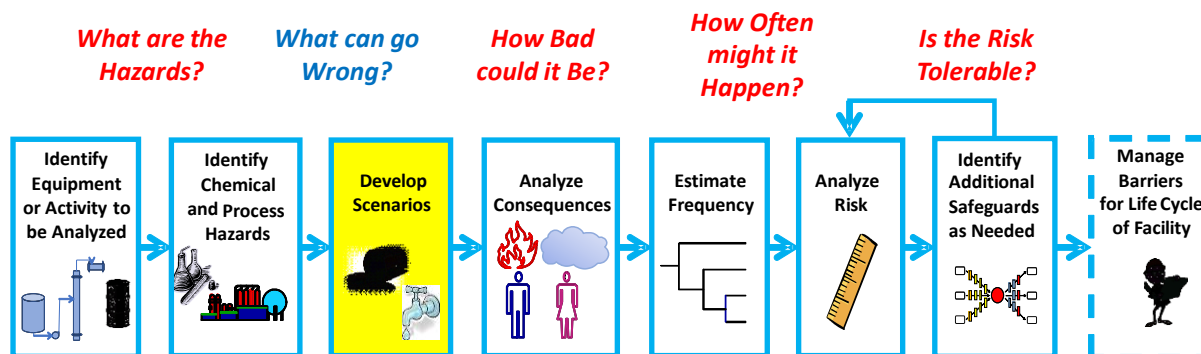 What are the
Hazards?
What can go
Wrong?
How Bad
could it Be?
How Often
might it
Happen?
Is the Risk
Tolerable?
Identify
Equipment
or Activity to
be Analyzed
Identify
Chemical
and Process
Hazards
Develop
Scenarios
Analyze
Consequences
Estimate
Frequency
Analyze
Risk
Identify
Additional
Safeguards
as Needed
Manage
Barriers
for Life Cycle
of Facility